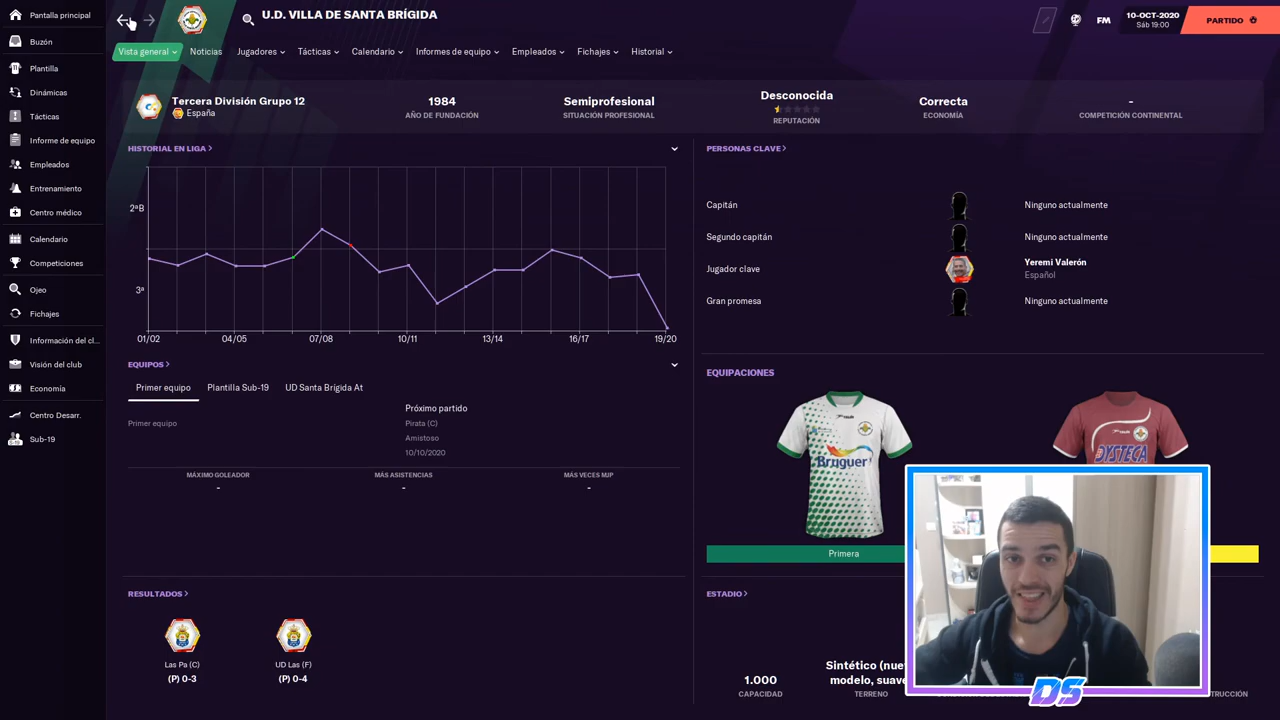 Pantalla principal
Buzón
Plantilla
Dinámicas
Tácticas
Informe de equipo
Empleados
Entrenamiento
Centro médico
Calendario
Competiciones
Ojeo
Fichajes
Información del cl...
Visión del club
Economía
Centro Desarr.
Sub-19
U.D. VILLA DE SANTA BRÍGIDA
FM
10-OCT-2020
Sáb 19:00
PARTIDO
Vista general
Noticias
Jugadores
Tácticas
Calendario
Informes de equipo
Empleados
Fichajes
Historial
Tercera División Grupo 12
España
1984
AÑO DE FUNDACIÓN
Semiprofesional
SITUACIÓN PROFESIONAL
Desconocida
REPUTACIÓN
Correcta
ECONOMÍA
-
COMPETICIÓN CONTINENTAL
HISTORIAL EN LIGA
2ªB
3ª
01/02 04/05 07/08 10/11 13/14 16/17 19/20
EQUIPOS
Primer equipo Plantilla Sub-19 UD Santa Brígida At
Primer equipo
Próximo partido
Pirata (C)
Amistoso
10/10/2020
MÁXIMO GOLEADOR
-
MÁS ASISTENCIAS
-
MÁS VECES MJP
-
RESULTADOS
Las Pa (C)
(P) 0-3
UD Las (F)
(P) 0-4
PERSONAS CLAVE
Capitán Ninguno actualmente
Segundo capitán Ninguno actualmente
Jugador clave Yeremi Valerón
Español
Gran promesa Ninguno actualmente
EQUIPACIONES
Bruguer
DYSTECA
Primera
ESTADIO
1.000
CAPACIDAD
Sintético (nue
modelo, suave
TERRENO
STRUCCIÓN
DS